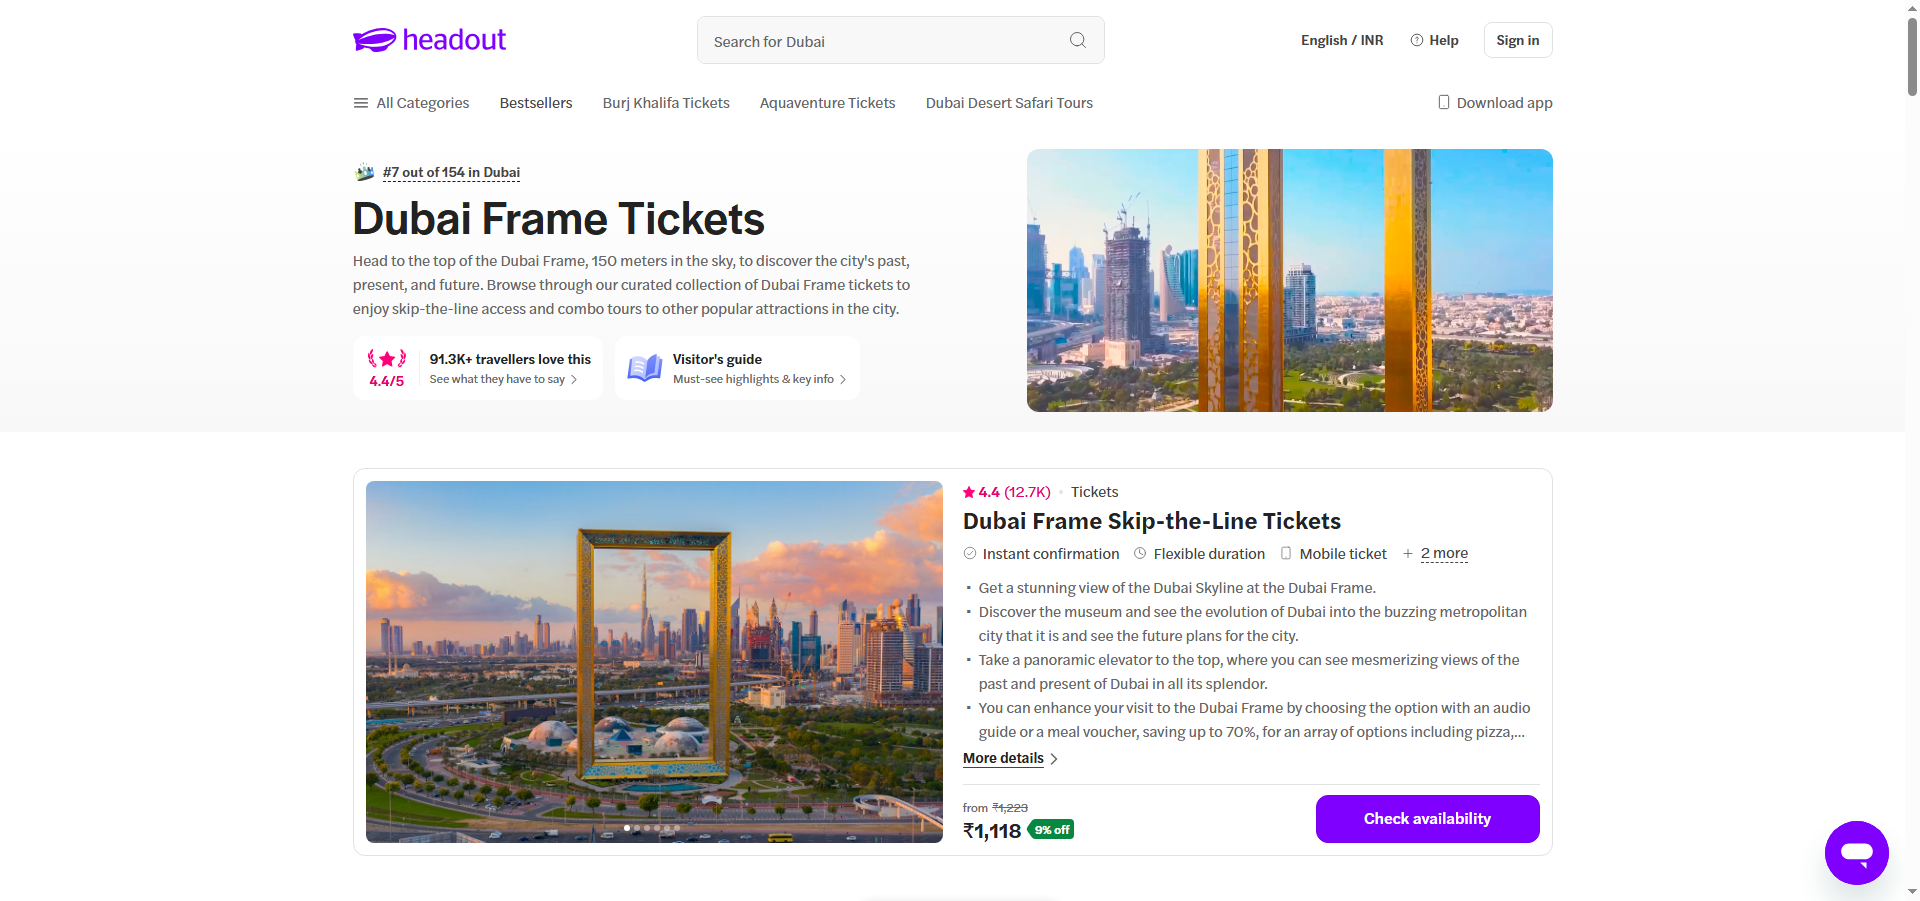 headout
Search for Dubai
English / INR
Help
Sign in
All Categories
Bestsellers
Burj Khalifa Tickets
Aquaventure Tickets
Dubai Desert Safari Tours
Download app
#7 out of 154 in Dubai
Dubai Frame Tickets
Head to the top of the Dubai Frame, 150 meters in the sky, to discover the city's past,
present, and future. Browse through our curated collection of Dubai Frame tickets to
enjoy skip-the-line access and combo tours to other popular attractions in the city.
4.4/5
91.3K+ travellers love this
See what they have to say
Visitor's guide
Must-see highlights & key info
4.4 (12.7K) • Tickets
Dubai Frame Skip-the-Line Tickets
Instant confirmation
Flexible duration
Mobile ticket
+ 2 more
• Get a stunning view of the Dubai Skyline at the Dubai Frame.
• Discover the museum and see the evolution of Dubai into the buzzing metropolitan
city that it is and see the future plans for the city.
• Take a panoramic elevator to the top, where you can see mesmerizing views of the
past and present of Dubai in all its splendor.
• You can enhance your visit to the Dubai Frame by choosing the option with an audio
guide or a meal voucher, saving up to 70%, for an array of options including pizza,...
More details
from ₹1,223
₹1,118
9% off
Check availability